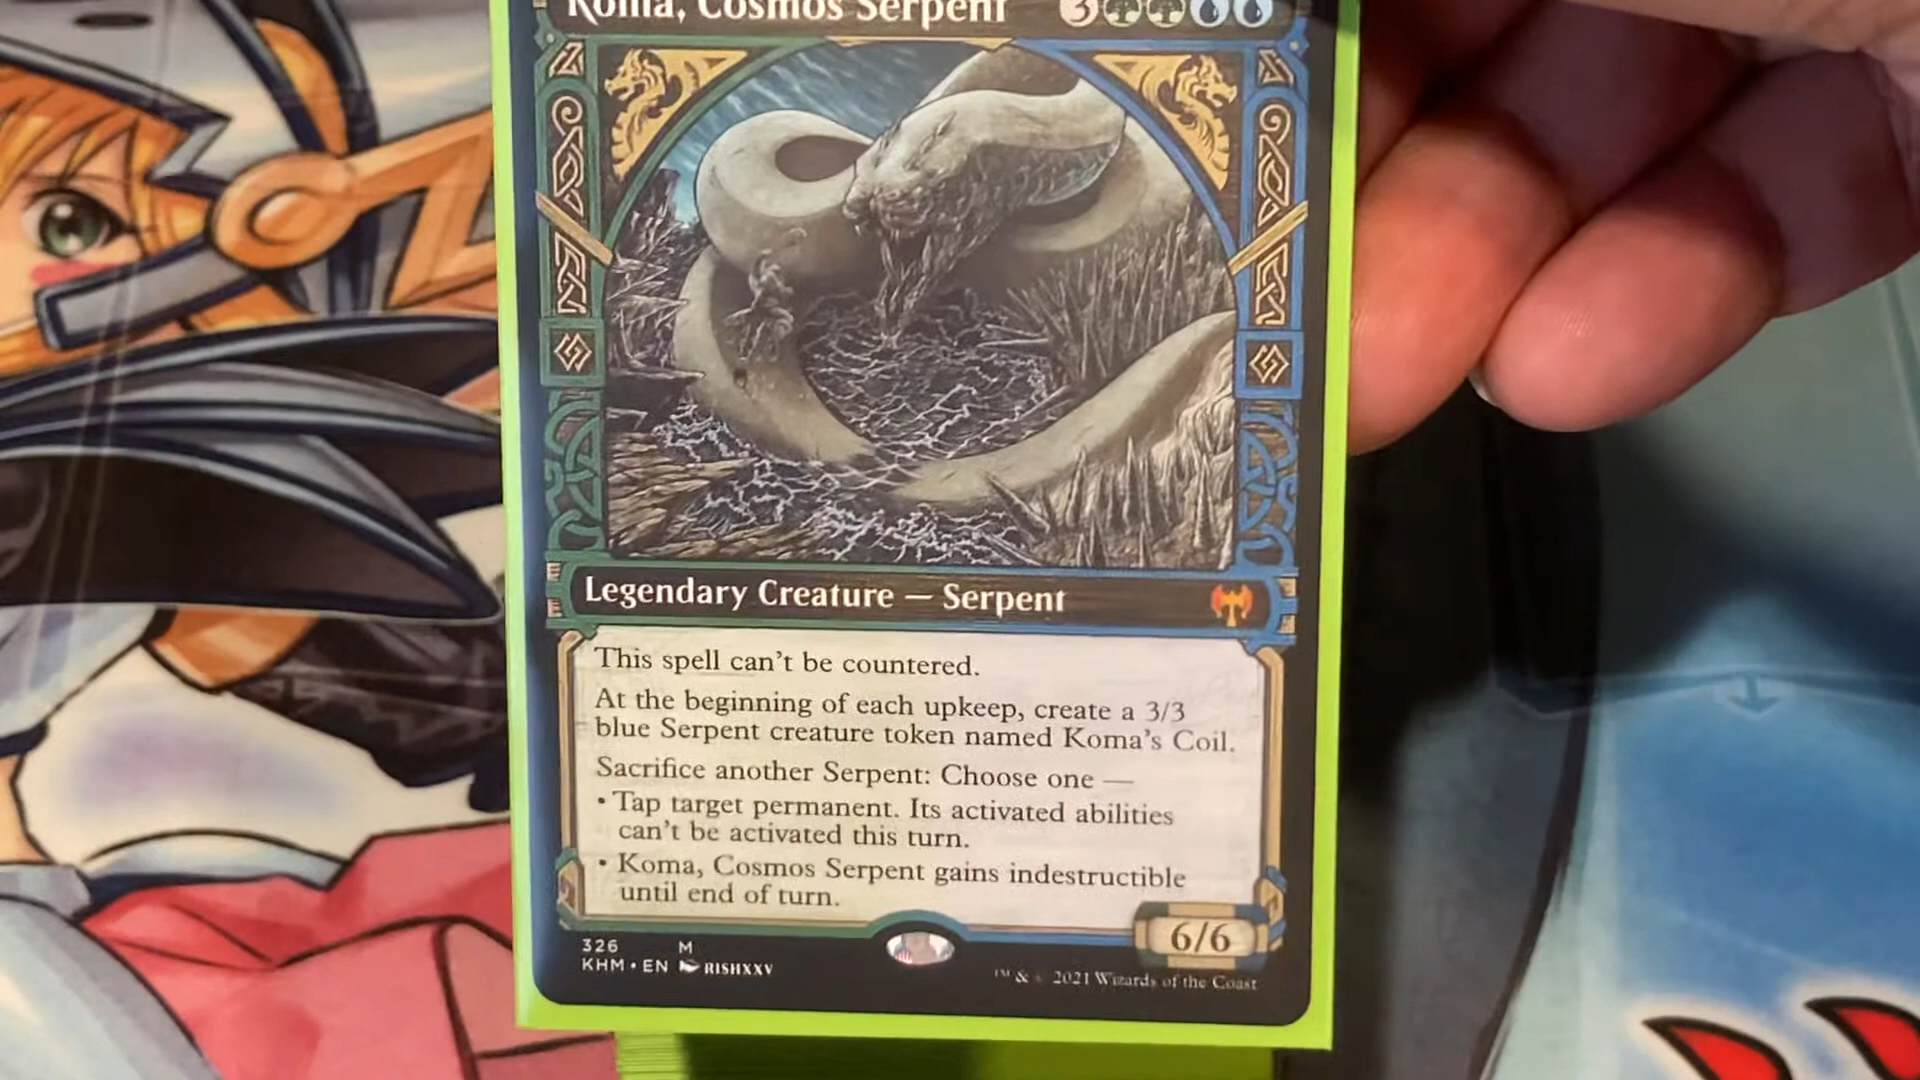 Koma, Cosmos Serpent 3
Legendary Creature — Serpent
This spell can't be countered.
At the beginning of each upkeep, create a 3/3
blue Serpent creature token named Koma's Coil.
Sacrifice another Serpent: Choose one —
• Tap target permanent. Its activated abilities
can't be activated this turn.
• Koma, Cosmos Serpent gains indestructible
until end of turn.
6/6
326 M
KHM • EN RISHXXV
™ & © 2021 Wizards of the Coast